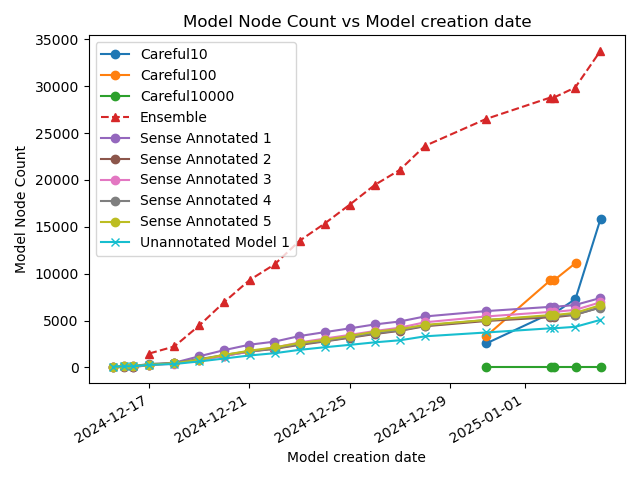 Model Node Count vs Model creation date
35000
30000
25000
20000
15000
10000
5000
0
Model Node Count
Careful10
Careful100
Careful10000
Ensemble
Sense Annotated 1
Sense Annotated 2
Sense Annotated 3
Sense Annotated 4
Sense Annotated 5
Unannotated Model 1
2024-12-17
2024-12-21
2024-12-25
2024-12-29
2025-01-01
Model creation date